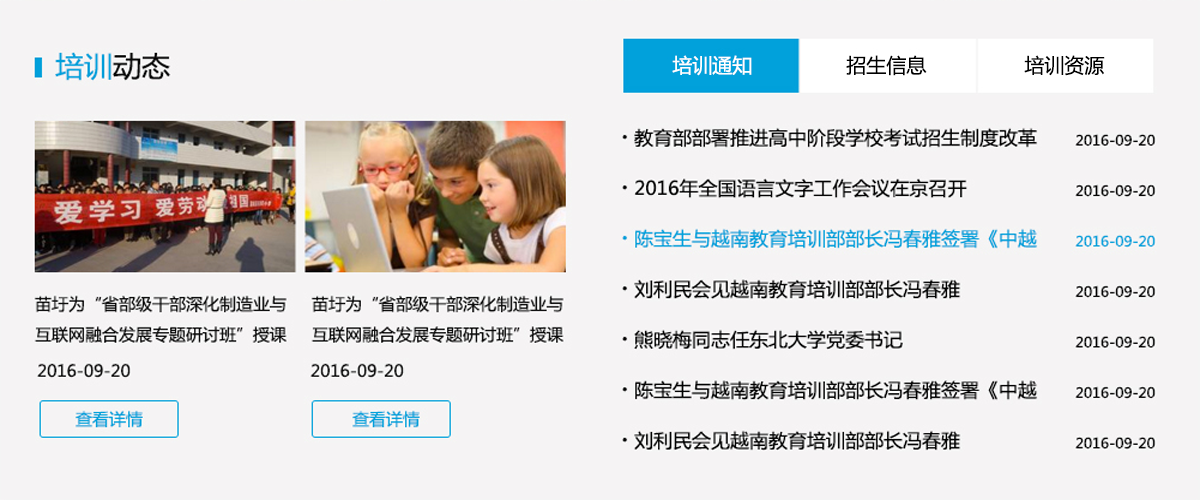 培训动态
爱学习 爱劳动 祖国
苗圩为“省部级干部深化制造业与
互联网融合发展专题研讨班”授课
2016-09-20
查看详情
苗圩为“省部级干部深化制造业与
互联网融合发展专题研讨班”授课
2016-09-20
查看详情
培训通知 招生信息 培训资源
·教育部部署推进高中阶段学校考试招生制度改革 2016-09-20
·2016年全国语言文字工作会议在京召开 2016-09-20
·陈宝生与越南教育培训部部长冯春雅签署《中越 2016-09-20
·刘利民会见越南教育培训部部长冯春雅 2016-09-20
·熊晓梅同志任东北大学党委书记 2016-09-20
·陈宝生与越南教育培训部部长冯春雅签署《中越 2016-09-20
·刘利民会见越南教育培训部部长冯春雅 2016-09-20